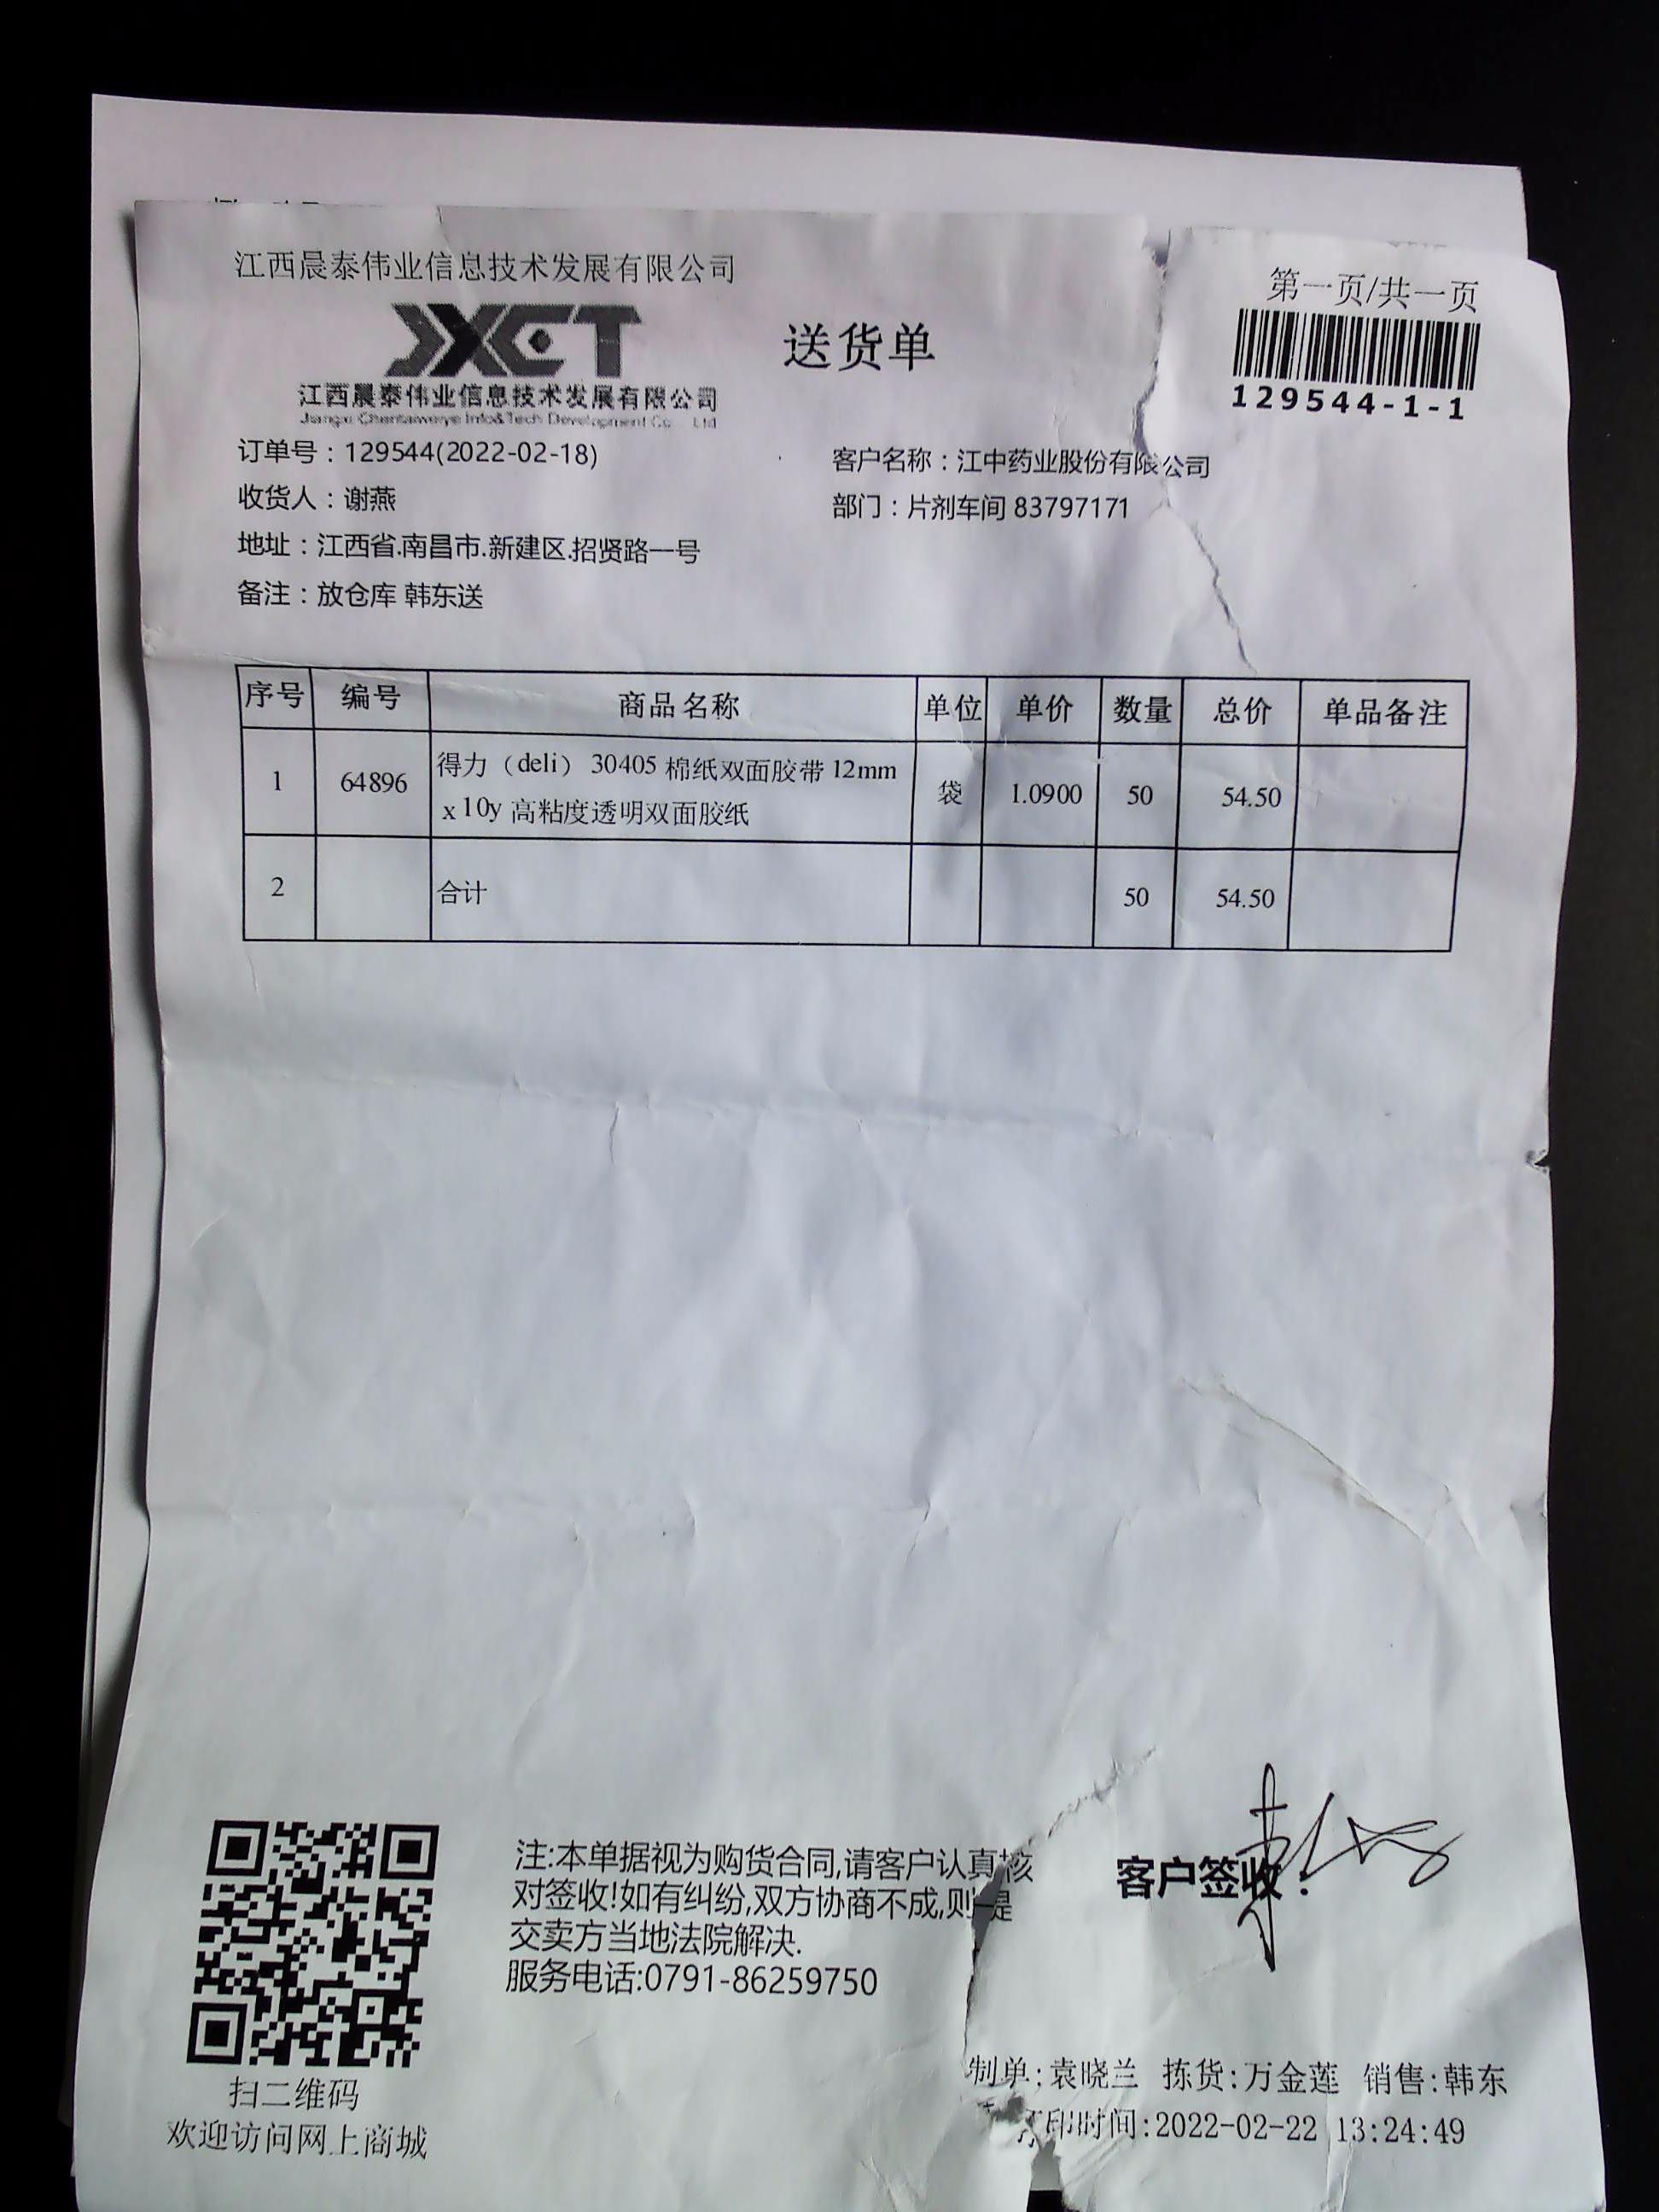 江西晨泰伟业信息技术发展有限公司
第一页/共一页
JXCT
江西晨泰伟业信息技术发展有限公司
Jiangxi Chentaiweiye Info&Tech Development Co. Ltd
送货单
129544-1-1
订单号：129544(2022-02-18)
客户名称：江中药业股份有限公司
收货人：谢燕
部门：片剂车间 83797171
地址：江西省.南昌市.新建区.招贤路一号
备注：放仓库 韩东送
序号 编号 商品名称 单位 单价 数量 总价 单品备注
1 64896 得力（deli） 30405 棉纸双面胶带 12mm x 10y 高粘度透明双面胶纸 袋 1.0900 50 54.50
2 合计 50 54.50
注:本单据视为购货合同,请客户认真核
对签收!如有纠纷,双方协商不成,则提
交卖方当地法院解决.
服务电话:0791-86259750
客户签收：
扫二维码
欢迎访问网上商城
制单:袁晓兰 拣货:万金莲 销售:韩东
打印时间:2022-02-22 13:24:49